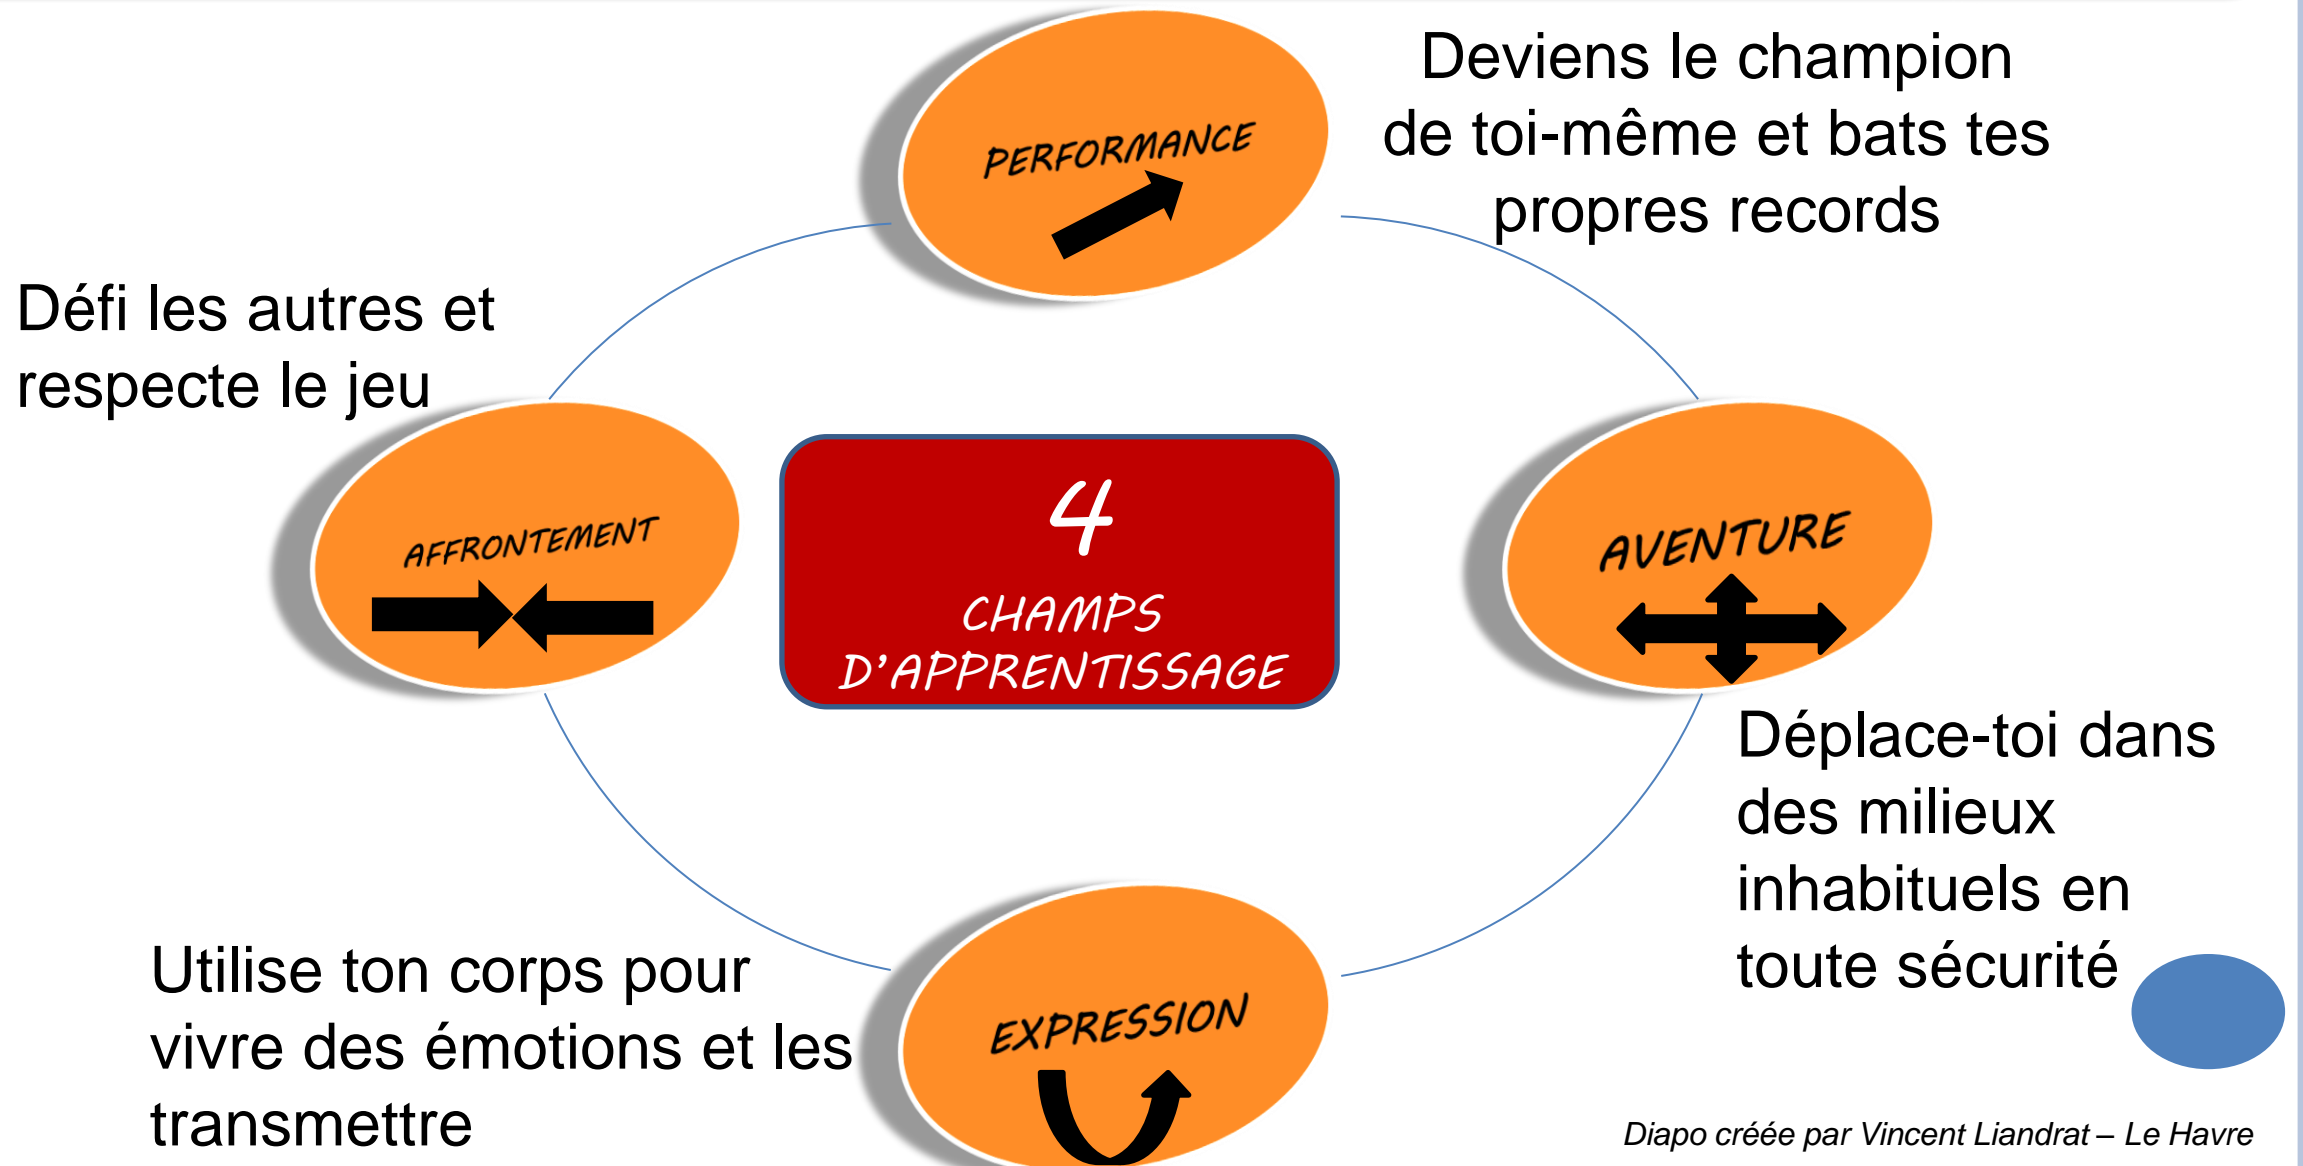 PERFORMANCE
Deviens le champion
de toi-même et bats tes
propres records
Défi les autres et
respecte le jeu
AFFRONTEMENT
4
CHAMPS
D'APPRENTISSAGE
AVENTURE
Déplace-toi dans
des milieux
inhabituels en
toute sécurité
Utilise ton corps pour
vivre des émotions et les
transmettre
EXPRESSION
Diapo créée par Vincent Liandrat – Le Havre